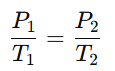 P₁/T₁ = P₂/T₂